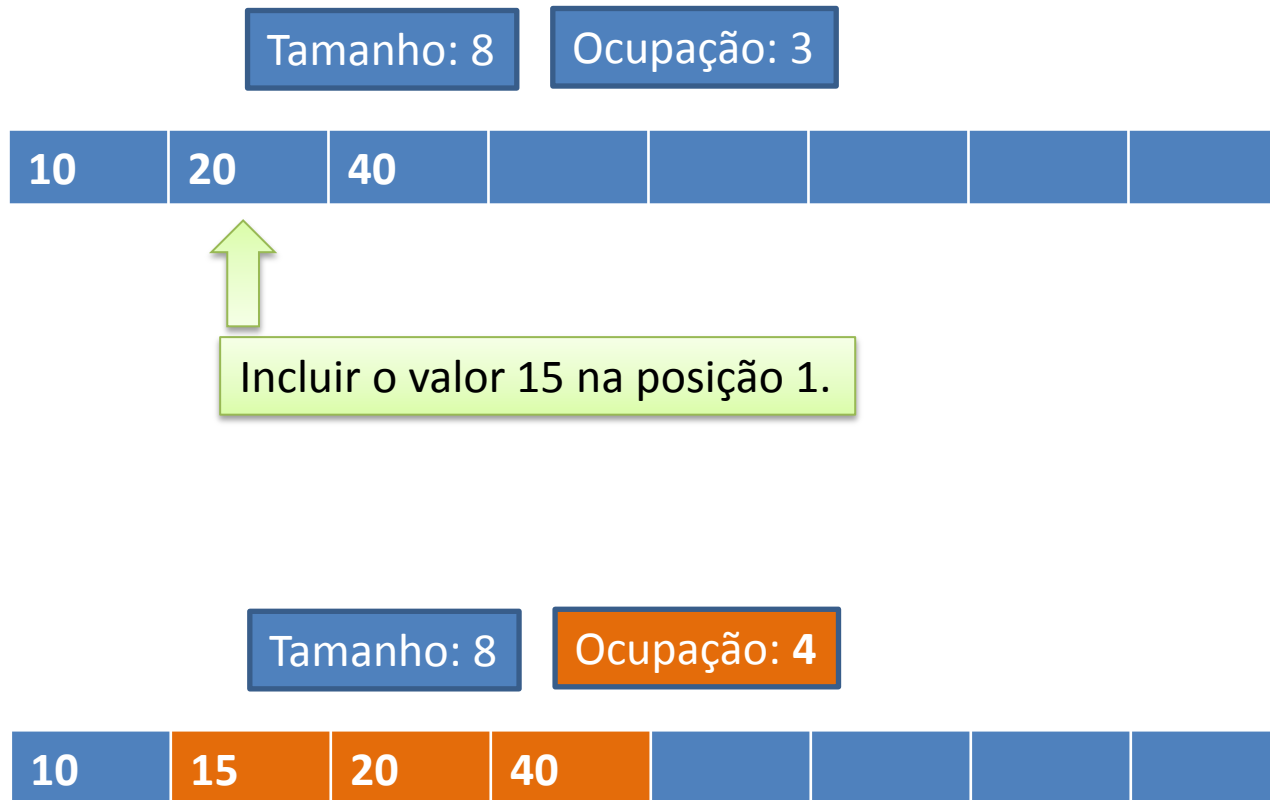 Tamanho: 8 Ocupação: 3
10 20 40
Incluir o valor 15 na posição 1.
Tamanho: 8 Ocupação: 4
10 15 20 40